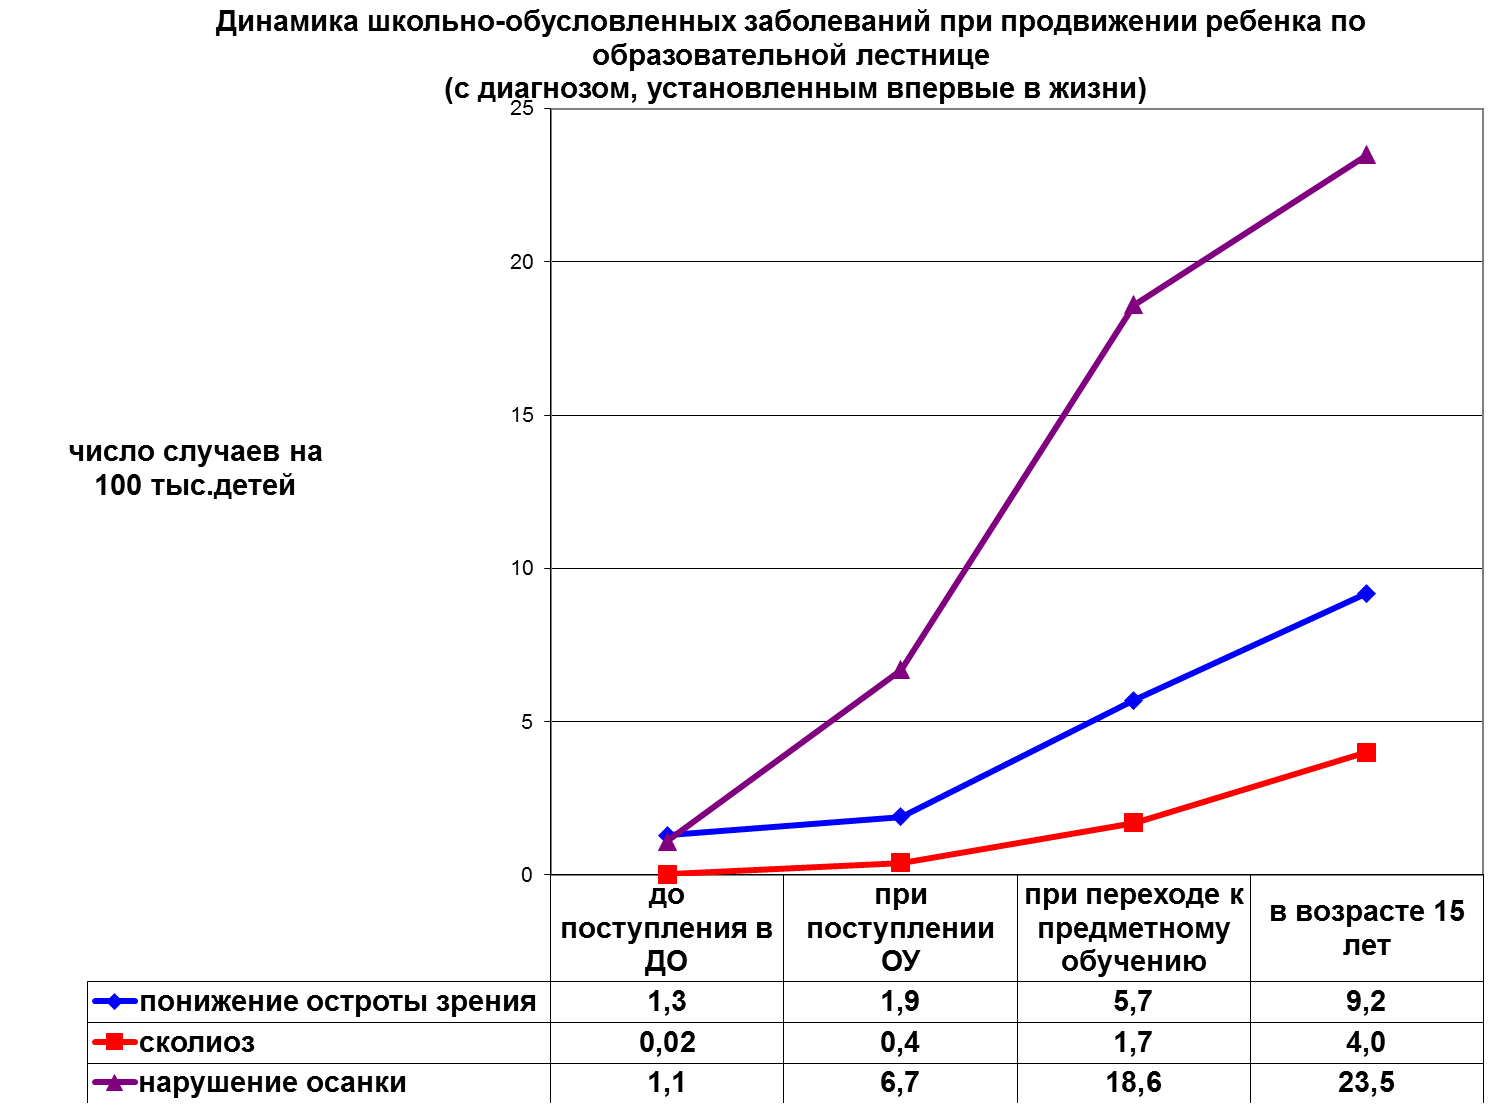 Динамика школьно-обусловленных заболеваний при продвижении ребенка по
образовательной лестнице
(с диагнозом, установленным впервые в жизни)
25
20
15
10
5
0
число случаев на
100 тыс.детей
до
поступления в
ДО
при
поступлении
ОУ
при переходе к
предметному
обучению
в возрасте 15
лет
понижение остроты зрения 1,3 1,9 5,7 9,2
сколиоз 0,02 0,4 1,7 4,0
нарушение осанки 1,1 6,7 18,6 23,5